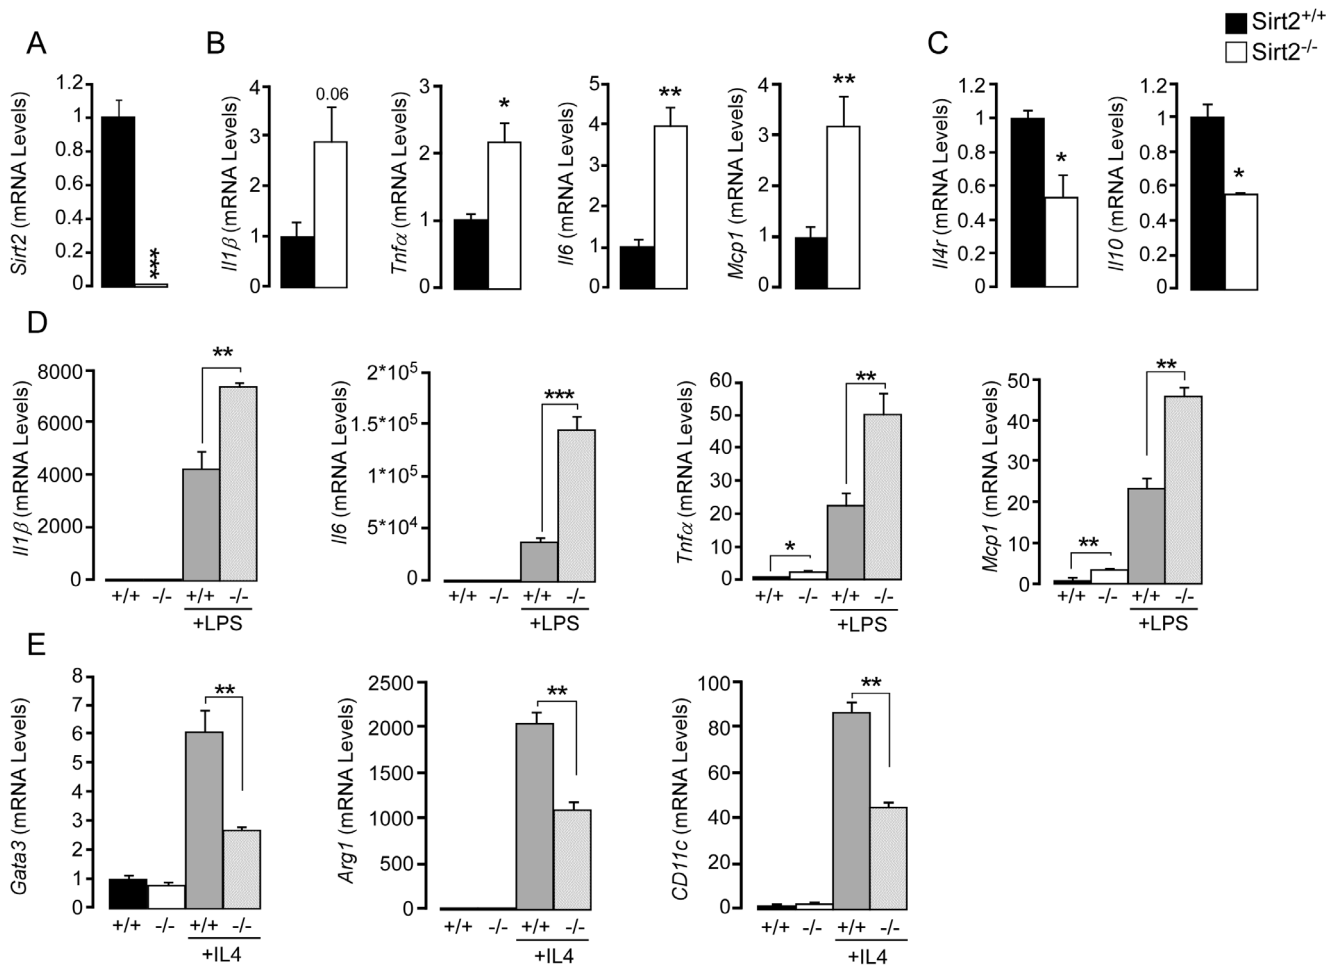 Sirt2+/+
Sirt2-/-
A
B
C
Sirt2 (mRNA Levels)
1.2
1
0.8
0.6
0.4
0.2
0
***
Il1β (mRNA Levels)
4
3
2
1
0
0.06
Tnfα (mRNA Levels)
3
2
1
0
*
Il6 (mRNA Levels)
5
4
3
2
1
0
**
Mcp1 (mRNA Levels)
4
3
2
1
0
**
Il4r (mRNA Levels)
1.2
1
0.8
0.6
0.4
0.2
0
*
Il10 (mRNA Levels)
1.2
1
0.8
0.6
0.4
0.2
0
*
D
Il1β (mRNA Levels)
8000
6000
4000
2000
0
**
+/+ -/- +/+ -/-
+LPS
Il6 (mRNA Levels)
2*10^5
1.5*10^5
1*10^5
5*10^4
0
***
+/+ -/- +/+ -/-
+LPS
Tnfα (mRNA Levels)
60
50
40
30
20
10
0
*
**
+/+ -/- +/+ -/-
+LPS
Mcp1 (mRNA Levels)
50
40
30
20
10
0
**
**
+/+ -/- +/+ -/-
+LPS
E
Gata3 (mRNA Levels)
8
7
6
5
4
3
2
1
0
**
+/+ -/- +/+ -/-
+IL4
Arg1 (mRNA Levels)
2500
2000
1500
1000
500
0
**
+/+ -/- +/+ -/-
+IL4
CD11c (mRNA Levels)
100
80
60
40
20
0
**
+/+ -/- +/+ -/-
+IL4